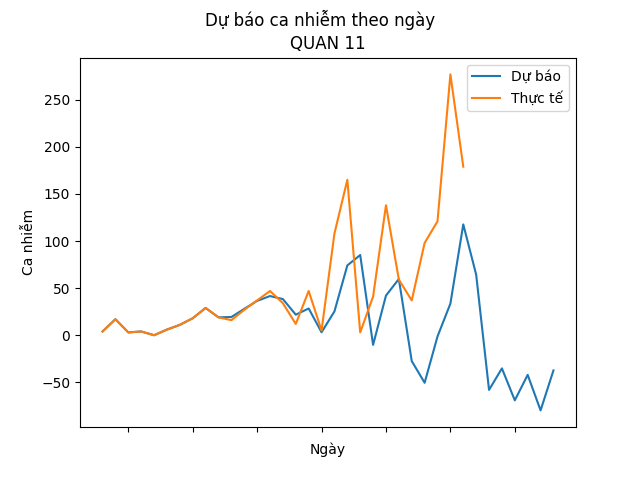 Dự báo ca nhiễm theo ngày
QUAN 11
Dự báo
Thực tế
Ca nhiễm
250
200
150
100
50
0
−50
Ngày